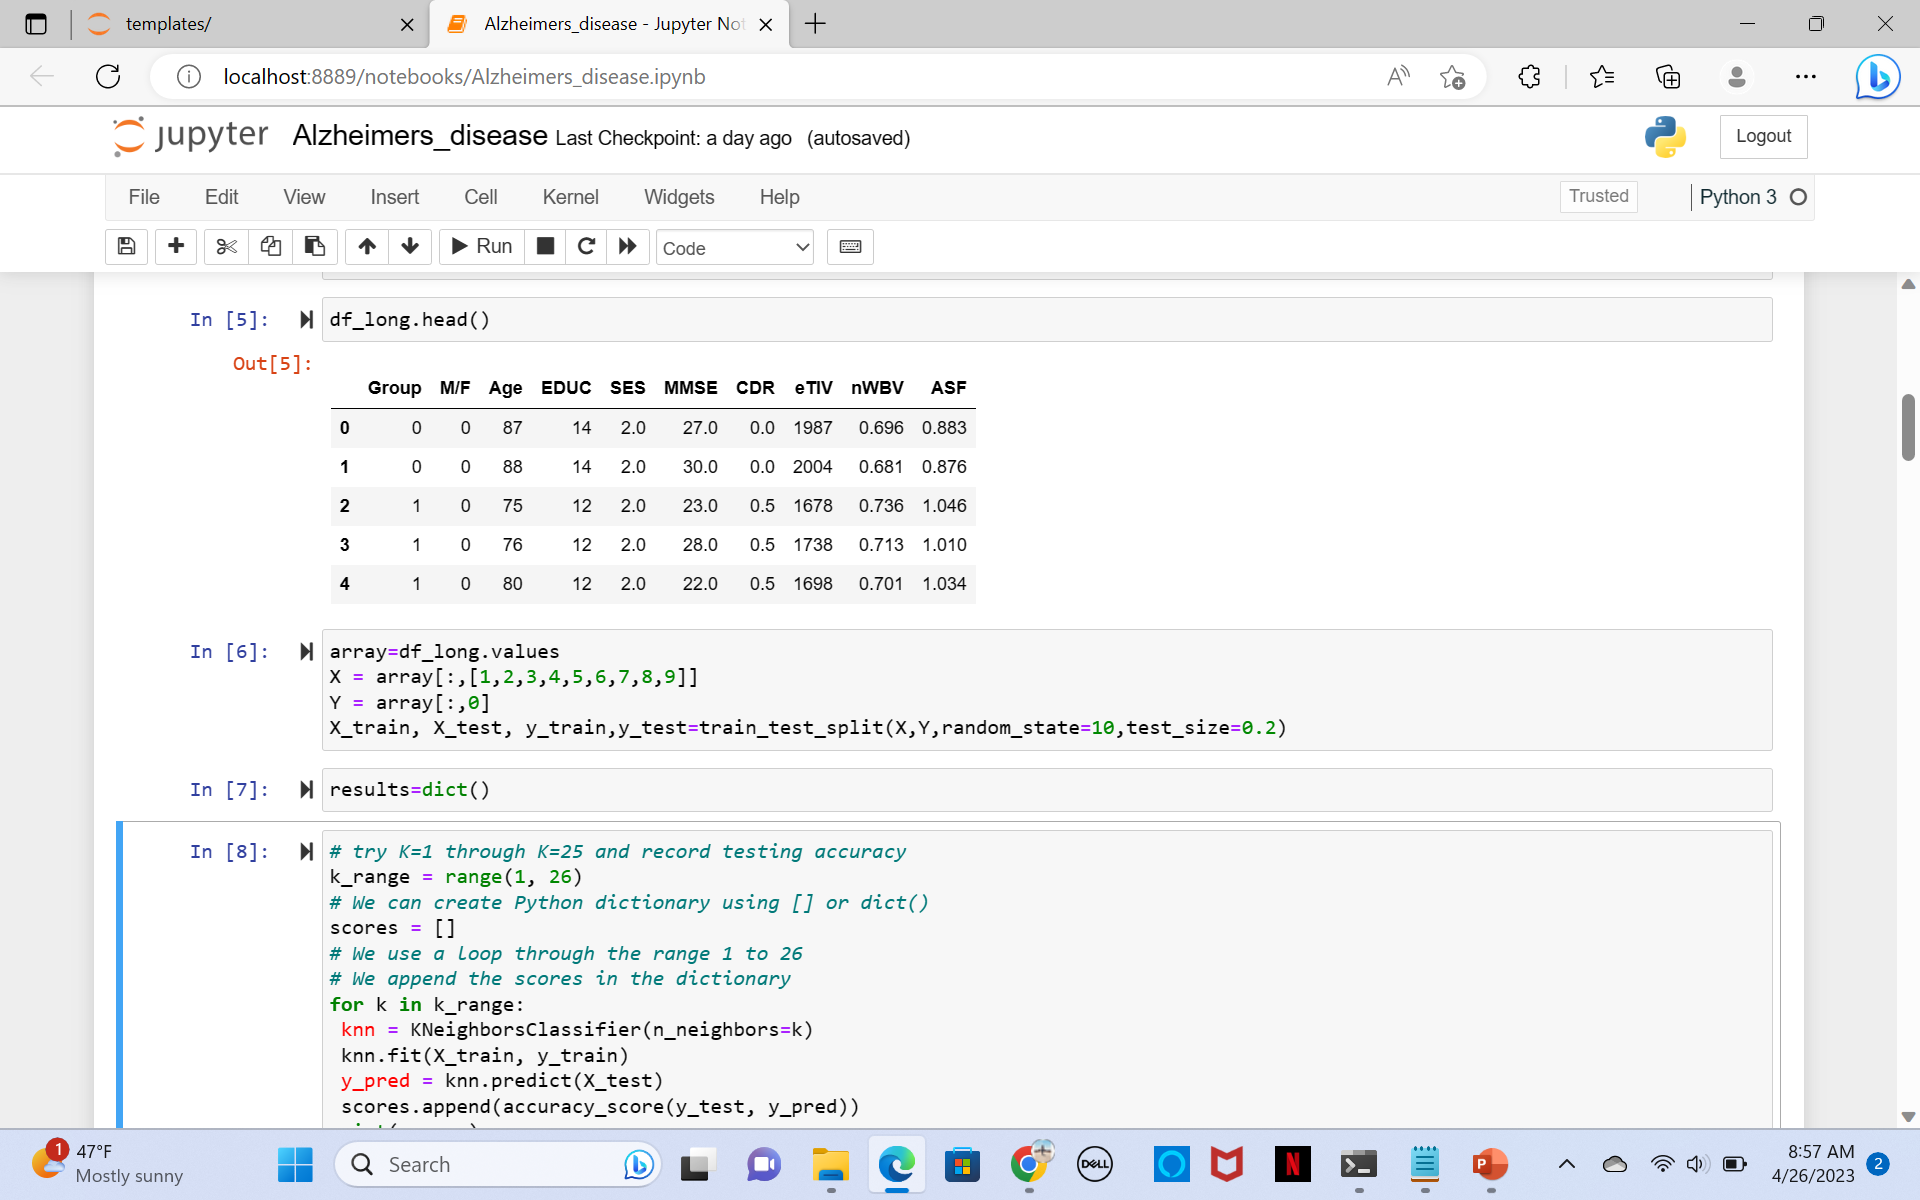 templates/
Alzheimers_disease - Jupyter Not
localhost:8889/notebooks/Alzheimers_disease.ipynb
jupyter Alzheimers_disease Last Checkpoint: a day ago (autosaved)
Logout
File Edit View Insert Cell Kernel Widgets Help
Trusted
Python 3
Run
Code
In [5]: df_long.head()
Out[5]:
Group M/F Age EDUC SES MMSE CDR eTIV nWBV ASF
0 0 0 87 14 2.0 27.0 0.0 1987 0.696 0.883
1 0 0 88 14 2.0 30.0 0.0 2004 0.681 0.876
2 1 0 75 12 2.0 23.0 0.5 1678 0.736 1.046
3 1 0 76 12 2.0 28.0 0.5 1738 0.713 1.010
4 1 0 80 12 2.0 22.0 0.5 1698 0.701 1.034
In [6]: array=df_long.values
X = array[:,[1,2,3,4,5,6,7,8,9]]
Y = array[:,0]
X_train, X_test, y_train,y_test=train_test_split(X,Y,random_state=10,test_size=0.2)
In [7]: results=dict()
In [8]: # try K=1 through K=25 and record testing accuracy
k_range = range(1, 26)
# We can create Python dictionary using [] or dict()
scores = []
# We use a loop through the range 1 to 26
# We append the scores in the dictionary
for k in k_range:
knn = KNeighborsClassifier(n_neighbors=k)
knn.fit(X_train, y_train)
y_pred = knn.predict(X_test)
scores.append(accuracy_score(y_test, y_pred))
1
47°F
Mostly sunny
Search
DELL
N
P
8:57 AM
4/26/2023
2